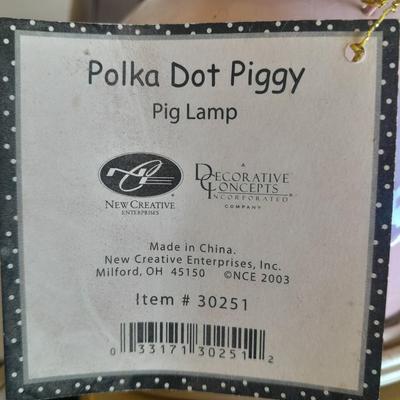 Polka Dot Piggy
Pig Lamp
NEW CREATIVE
ENTERPRISES
A
DECORATIVE
CONCEPTS
INCORPORATED
COMPANY
Made in China.
New Creative Enterprises, Inc.
Milford, OH 45150 ©NCE 2003
Item # 30251
0 33171 30251 2